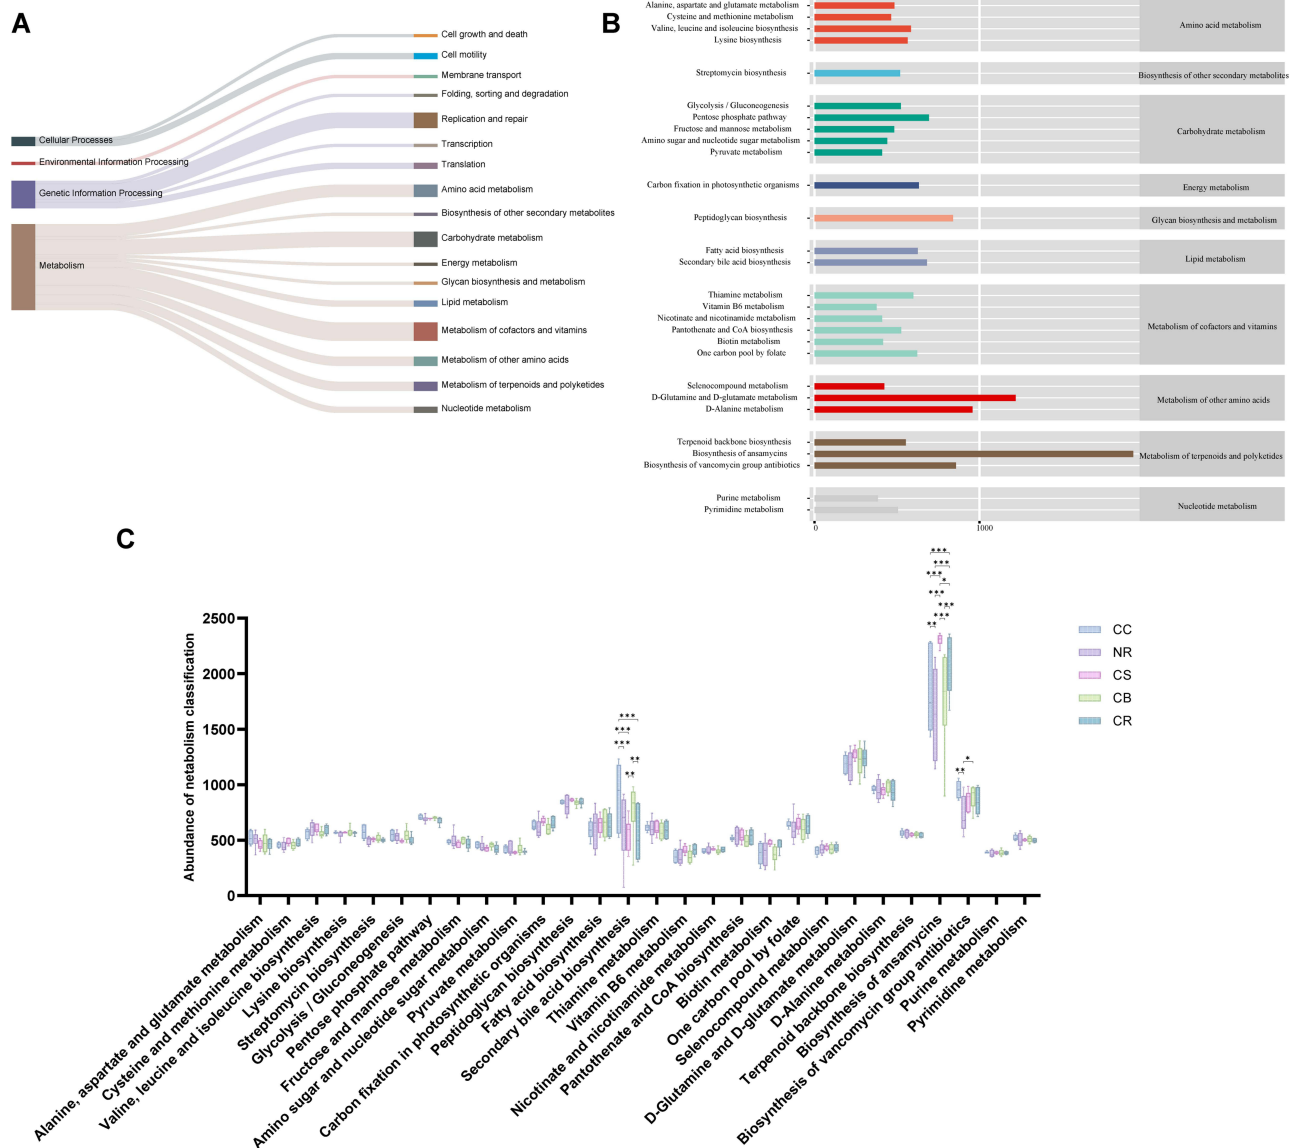 A
Cellular Processes
Environmental Information Processing
Genetic Information Processing
Metabolism
Cell growth and death
Cell motility
Membrane transport
Folding, sorting and degradation
Replication and repair
Transcription
Translation
Amino acid metabolism
Biosynthesis of other secondary metabolites
Carbohydrate metabolism
Energy metabolism
Glycan biosynthesis and metabolism
Lipid metabolism
Metabolism of cofactors and vitamins
Metabolism of other amino acids
Metabolism of terpenoids and polyketides
Nucleotide metabolism
B
Alanine, aspartate and glutamate metabolism
Cysteine and methionine metabolism
Valine, leucine and isoleucine biosynthesis
Lysine biosynthesis
Amino acid metabolism
Streptomycin biosynthesis
Biosynthesis of other secondary metabolites
Glycolysis / Gluconeogenesis
Pentose phosphate pathway
Fructose and mannose metabolism
Amino sugar and nucleotide sugar metabolism
Pyruvate metabolism
Carbohydrate metabolism
Carbon fixation in photosynthetic organisms
Energy metabolism
Peptidoglycan biosynthesis
Glycan biosynthesis and metabolism
Fatty acid biosynthesis
Secondary bile acid biosynthesis
Lipid metabolism
Thiamine metabolism
Vitamin B6 metabolism
Nicotinate and nicotinamide metabolism
Pantothenate and CoA biosynthesis
Biotin metabolism
One carbon pool by folate
Metabolism of cofactors and vitamins
Selenocompound metabolism
D-Glutamine and D-glutamate metabolism
D-Alanine metabolism
Metabolism of other amino acids
Terpenoid backbone biosynthesis
Biosynthesis of ansamycins
Biosynthesis of vancomycin group antibiotics
Metabolism of terpenoids and polyketides
Purine metabolism
Pyrimidine metabolism
Nucleotide metabolism
0
1000
C
Abundance of netabolism classification
2500
2000
1500
1000
500
0
***
***
***
**
**
***
***
***
*
***
***
***
**
*
**
CC
NR
CS
CB
CR
Alanine, aspartate and glutamate metabolism
Cysteine and methionine metabolism
Valine, leucine and isoleucine biosynthesis
Lysine biosynthesis
Streptomycin biosynthesis
Glycolysis / Gluconeogenesis
Pentose phosphate pathway
Fructose and mannose metabolism
Amino sugar and nucleotide sugar metabolism
Pyruvate metabolism
Carbon fixation in photosynthetic organisms
Peptidoglycan biosynthesis
Fatty acid biosynthesis
Secondary bile acid biosynthesis
Thiamine metabolism
Vitamin B6 metabolism
Nicotinate and nicotinamide metabolism
Pantothenate and CoA biosynthesis
Biotin metabolism
One carbon pool by folate
Selenocompound metabolism
D-Glutamine and D-glutamate metabolism
D-Alanine metabolism
Terpenoid backbone biosynthesis
Biosynthesis of ansamycins
Biosynthesis of vancomycin group antibiotics
Purine metabolism
Pyrimidine metabolism